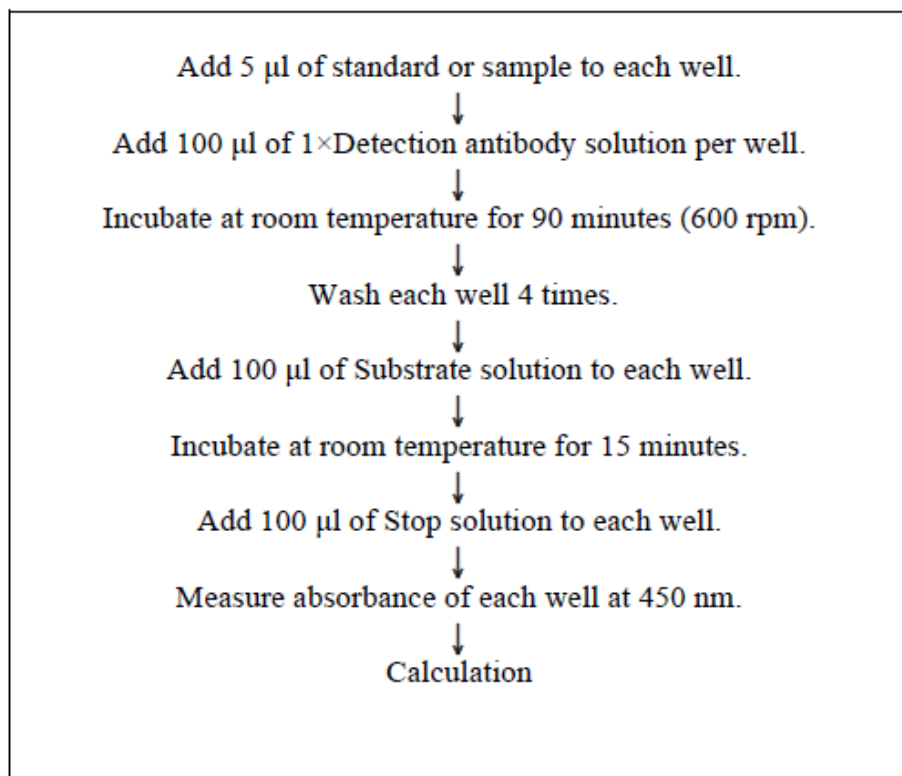 Add 5 μl of standard or sample to each well.
↓
Add 100 μl of 1×Detection antibody solution per well.
↓
Incubate at room temperature for 90 minutes (600 rpm).
↓
Wash each well 4 times.
↓
Add 100 μl of Substrate solution to each well.
↓
Incubate at room temperature for 15 minutes.
↓
Add 100 μl of Stop solution to each well.
↓
Measure absorbance of each well at 450 nm.
↓
Calculation